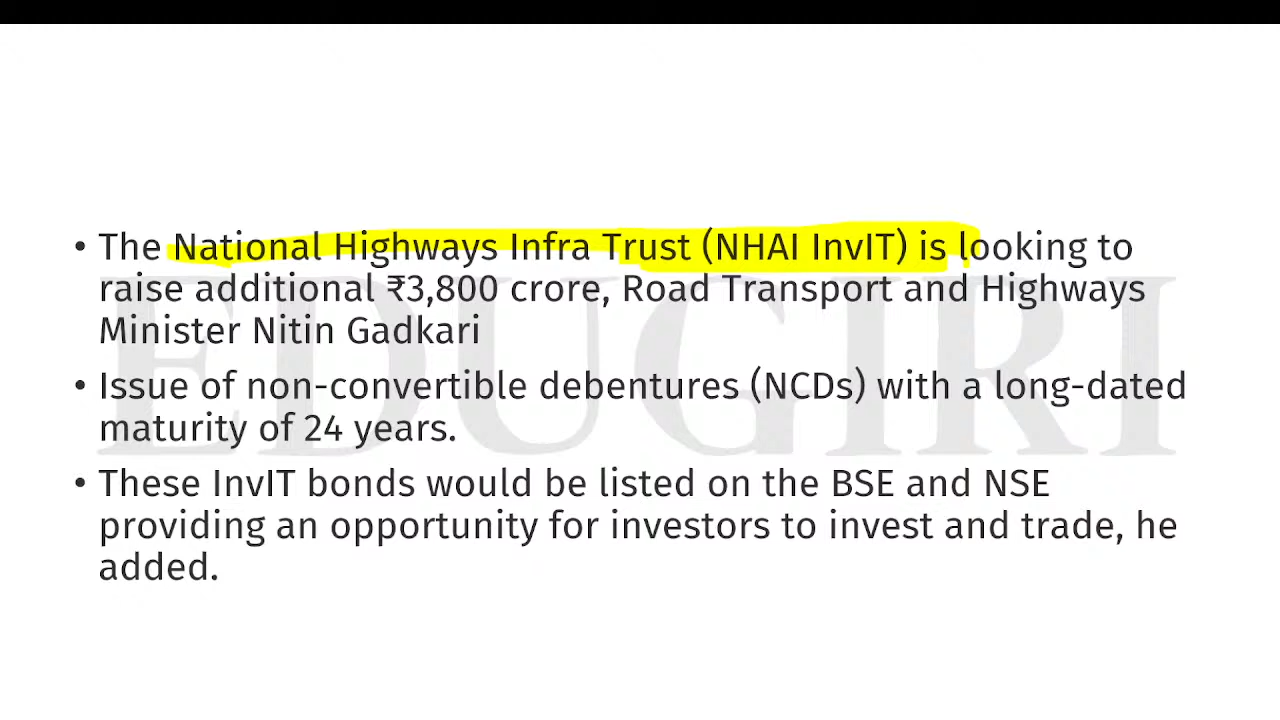 • The National Highways Infra Trust (NHAI InvIT) is looking to
raise additional ₹3,800 crore, Road Transport and Highways
Minister Nitin Gadkari
• Issue of non-convertible debentures (NCDs) with a long-dated
maturity of 24 years.
• These InvIT bonds would be listed on the BSE and NSE
providing an opportunity for investors to invest and trade, he
added.
EDUGIRI